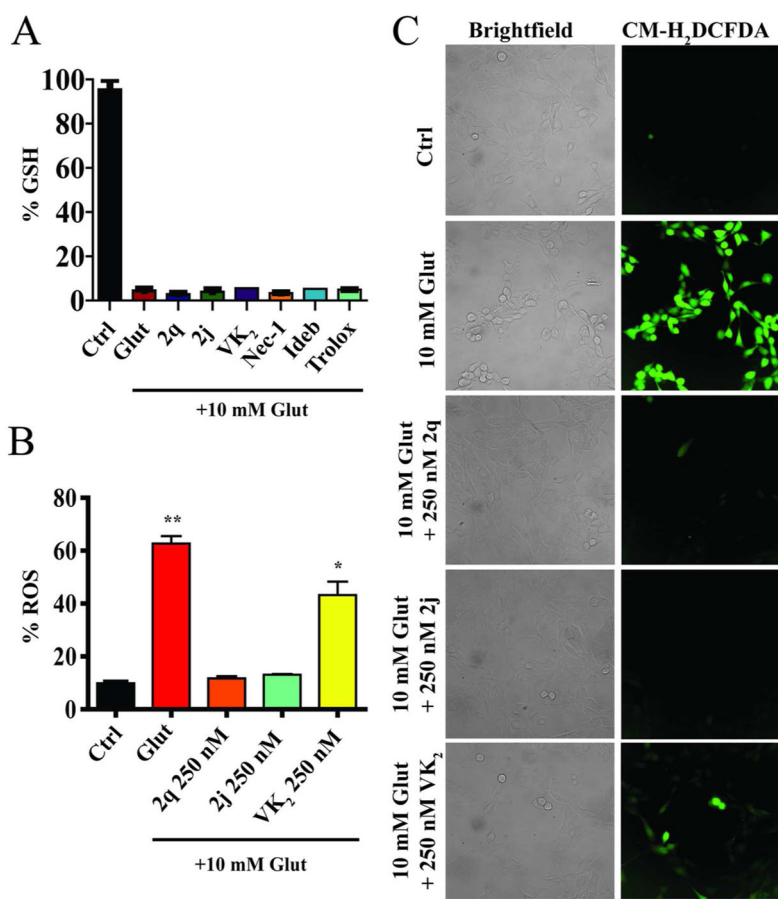 A
% GSH
100
80
60
40
20
0
Ctrl
Glut
2q
2j
VK₂
Nec-1
Ideb
Trolox
+10 mM Glut
B
% ROS
80
60
40
20
0
**
*
Ctrl
Glut
2q 250 nM
2j 250 nM
VK₂ 250 nM
+10 mM Glut
C
Brightfield
CM-H₂DCFDA
Ctrl
10 mM Glut
10 mM Glut
+ 250 nM 2q
10 mM Glut
+ 250 nM 2j
10 mM Glut
+ 250 nM VK₂